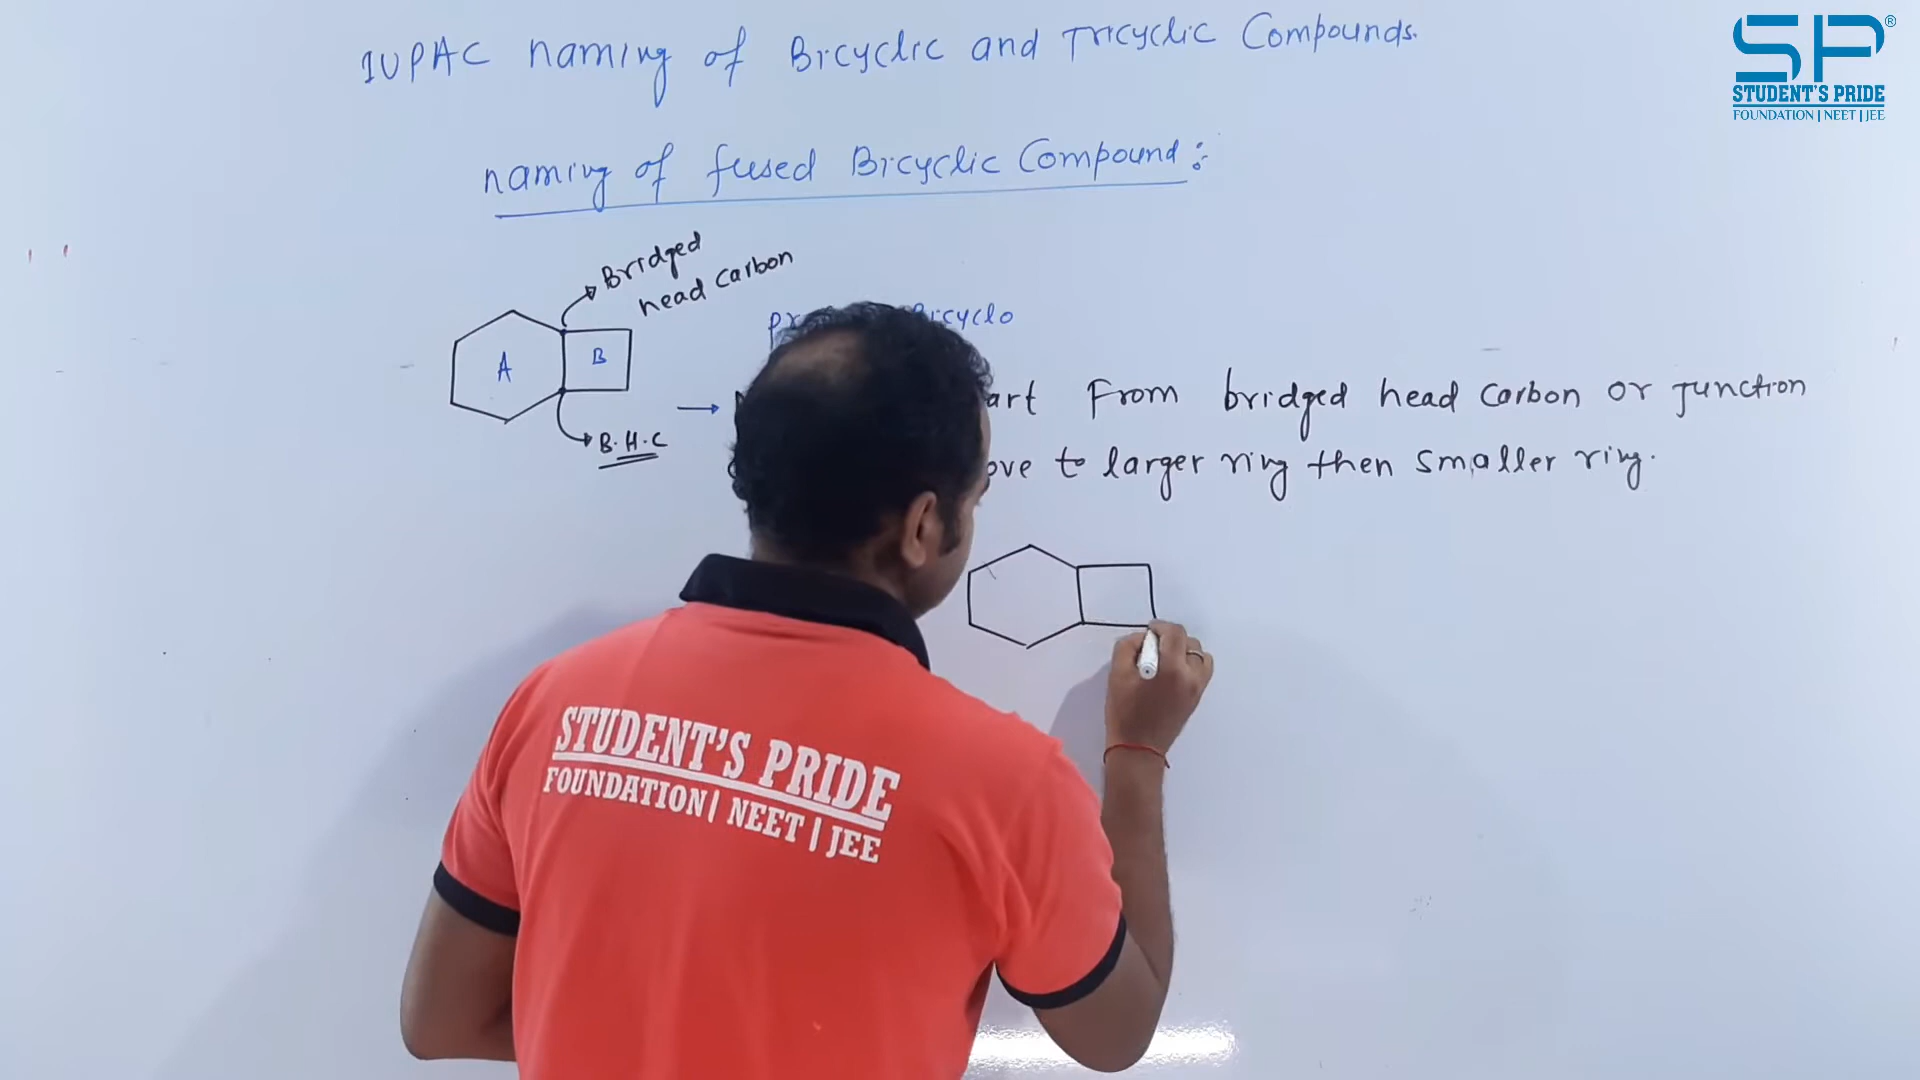 IUPAC naming of Bicyclic and Tricyclic Compounds.
SP®
STUDENT'S PRIDE
FOUNDATION | NEET | JEE
naming of fused Bicyclic Compound:
Bridged
head carbon
A
B
B.H.C
art From bridged head carbon or Junction
ove to larger ring then smaller ring.
STUDENT'S PRIDE
FOUNDATION | NEET | JEE